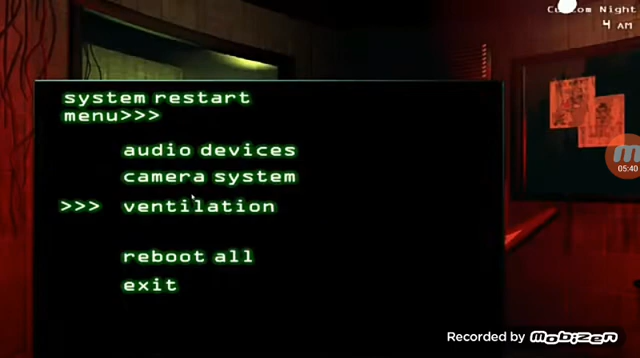 Custom Night
4 AM
system restart
menu>>>
audio devices
camera system
>>> ventilation
reboot all
exit
05:40
Recorded by mobizen